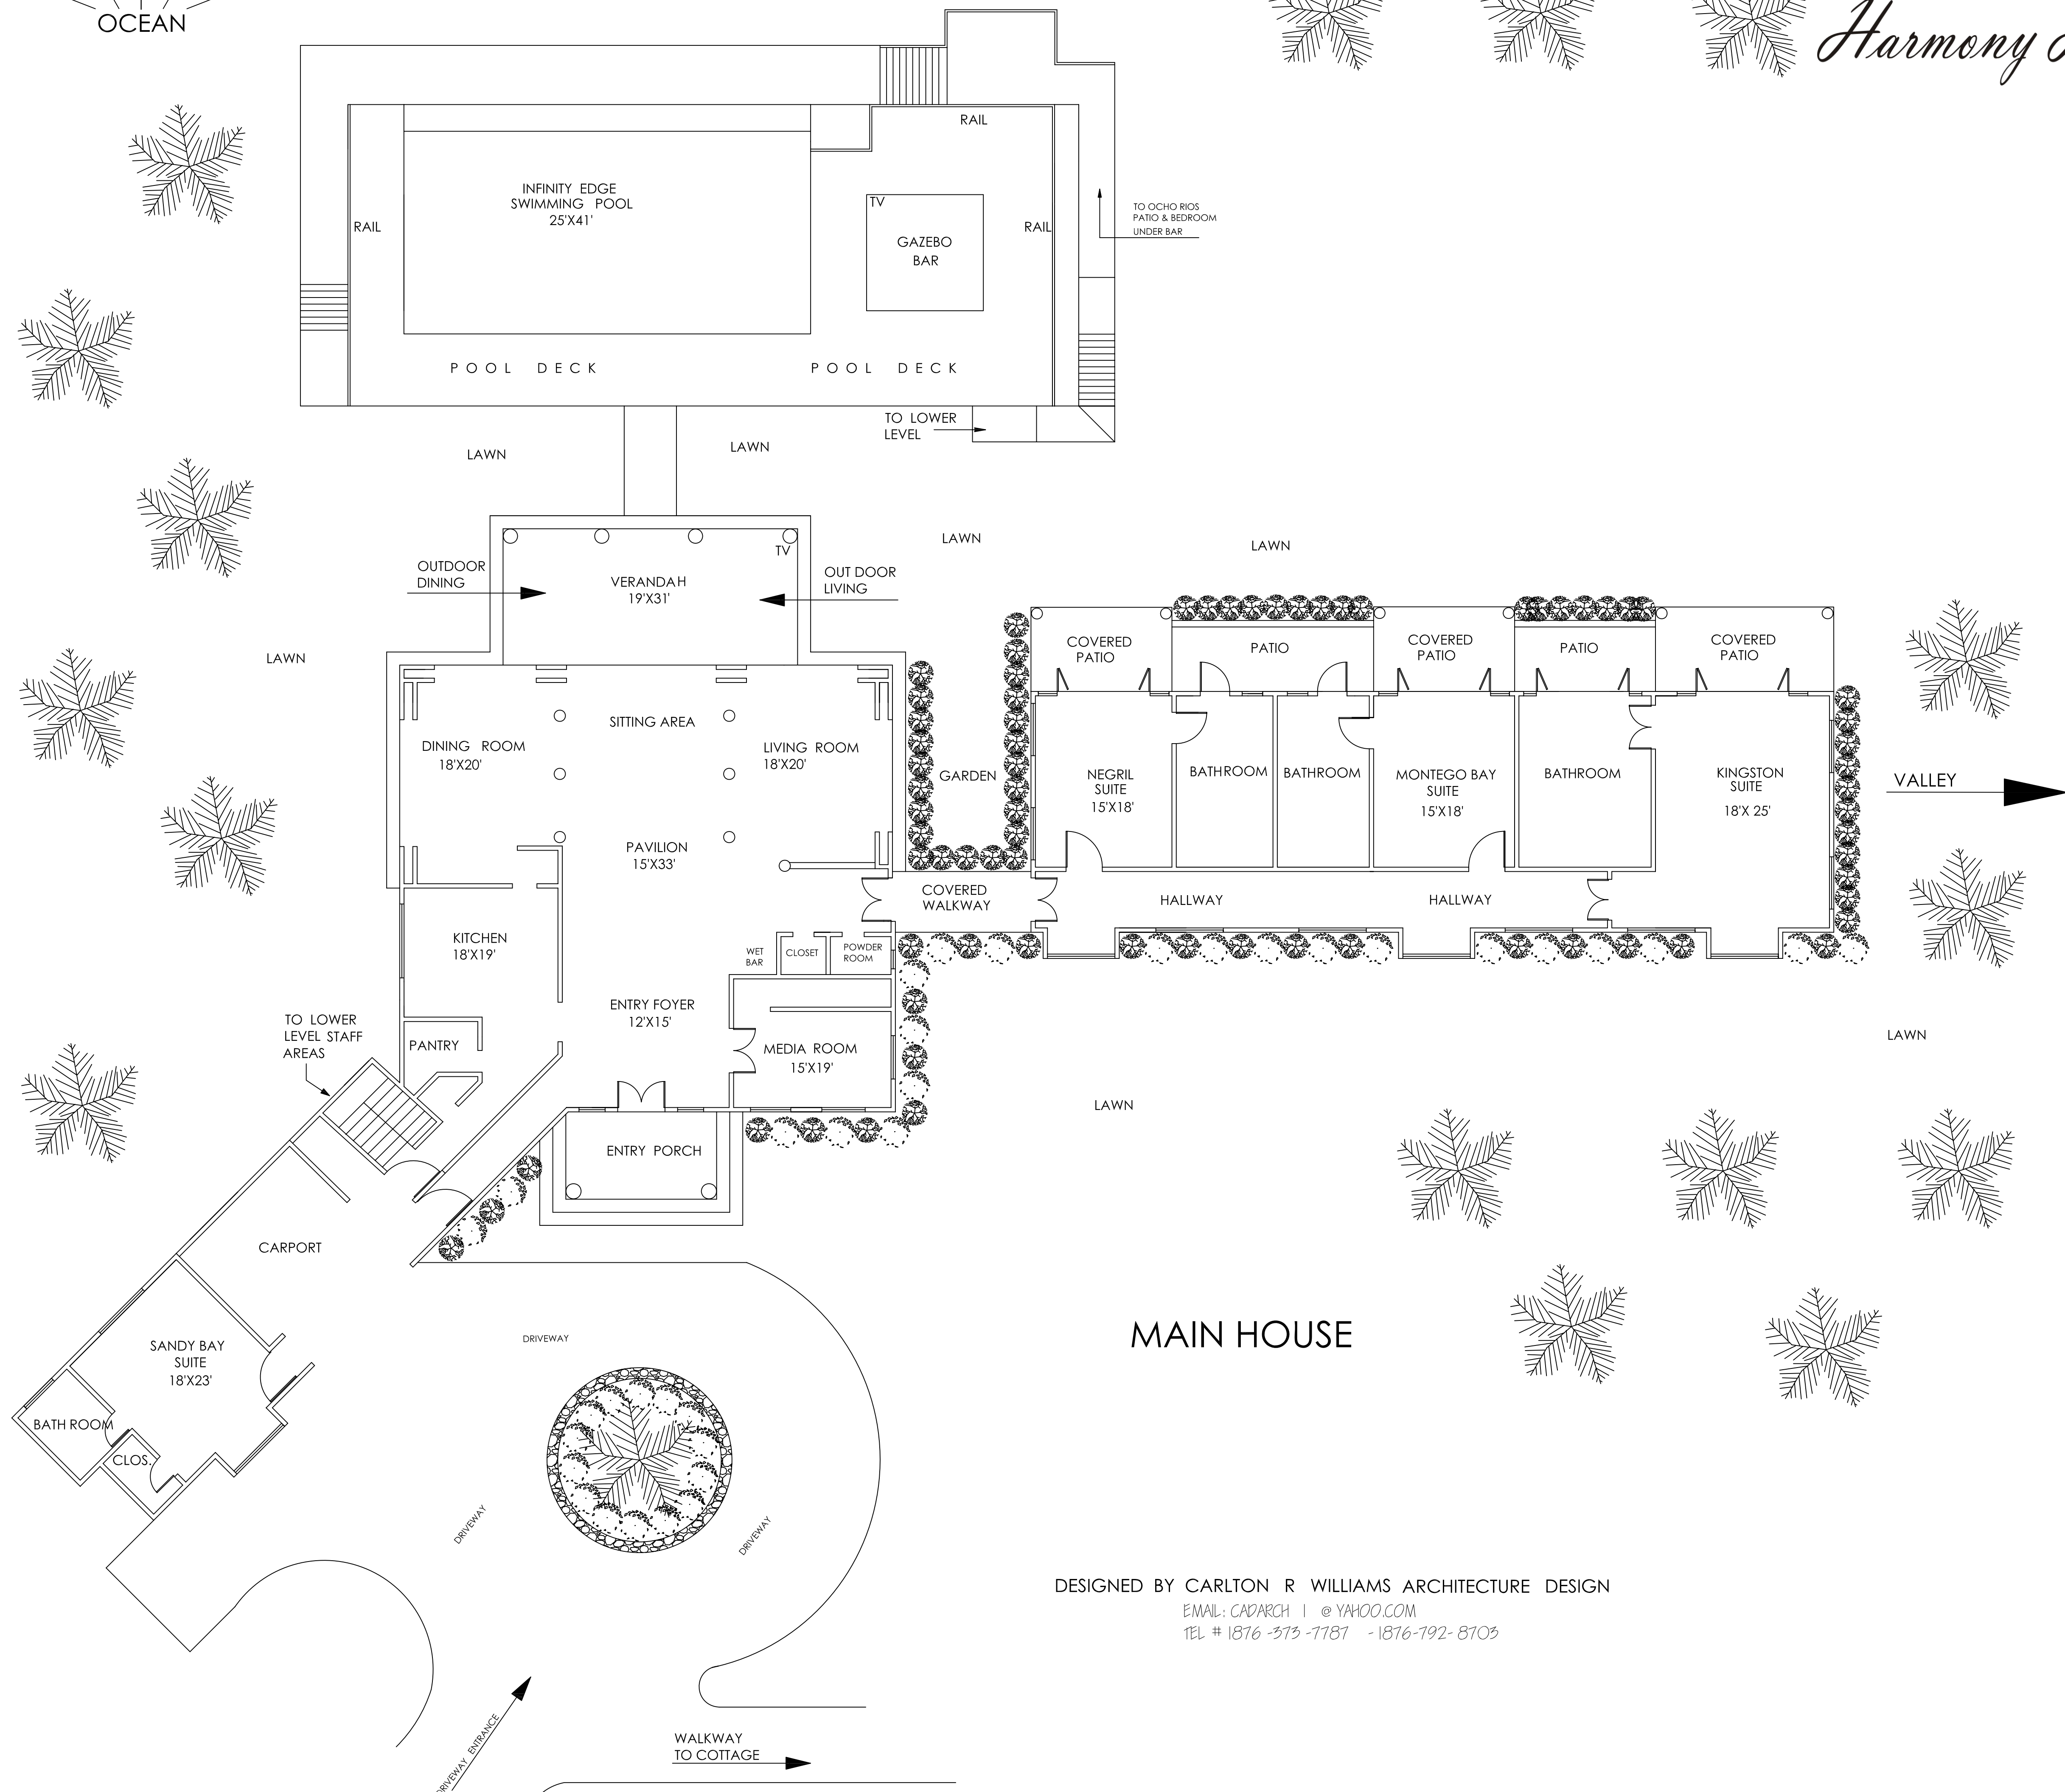 OCEAN
Harmony
RAIL
INFINITY EDGE
SWIMMING POOL
25'X41'
RAIL
TV
GAZEBO
BAR
RAIL
TO OCHO RIOS
PATIO & BEDROOM
UNDER BAR
POOL DECK
POOL DECK
TO LOWER
LEVEL
LAWN
LAWN
LAWN
LAWN
TV
OUTDOOR
DINING
VERANDAH
19'X31'
OUT DOOR
LIVING
LAWN
COVERED
PATIO
PATIO
COVERED
PATIO
PATIO
COVERED
PATIO
SITTING AREA
DINING ROOM
18'X20'
LIVING ROOM
18'X20'
GARDEN
NEGRIL
SUITE
15'X18'
BATHROOM
BATHROOM
MONTEGO BAY
SUITE
15'X18'
BATHROOM
KINGSTON
SUITE
18'X 25'
VALLEY
PAVILION
15'X33'
COVERED
WALKWAY
HALLWAY
HALLWAY
KITCHEN
18'X19'
WET
BAR
CLOSET
POWDER
ROOM
ENTRY FOYER
12'X15'
TO LOWER
LEVEL STAFF
AREAS
PANTRY
MEDIA ROOM
15'X19'
LAWN
LAWN
ENTRY PORCH
CARPORT
DRIVEWAY
MAIN HOUSE
SANDY BAY
SUITE
18'X23'
BATH ROOM
CLOS.
DRIVEWAY
DRIVEWAY
DESIGNED BY CARLTON R WILLIAMS ARCHITECTURE DESIGN
EMAIL: CADARCH 1 @ YAHOO.COM
TEL # 1876 -373 -7787 - 1876-792- 8703
DRIVEWAY ENTRANCE
WALKWAY
TO COTTAGE